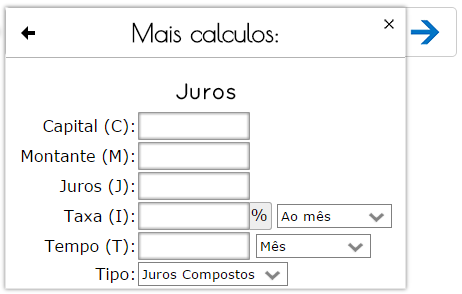 Mais calculos:
×
Juros
Capital (C):
Montante (M):
Juros (J):
Taxa (I): % Ao mês
Tempo (T): Mês
Tipo: Juros Compostos